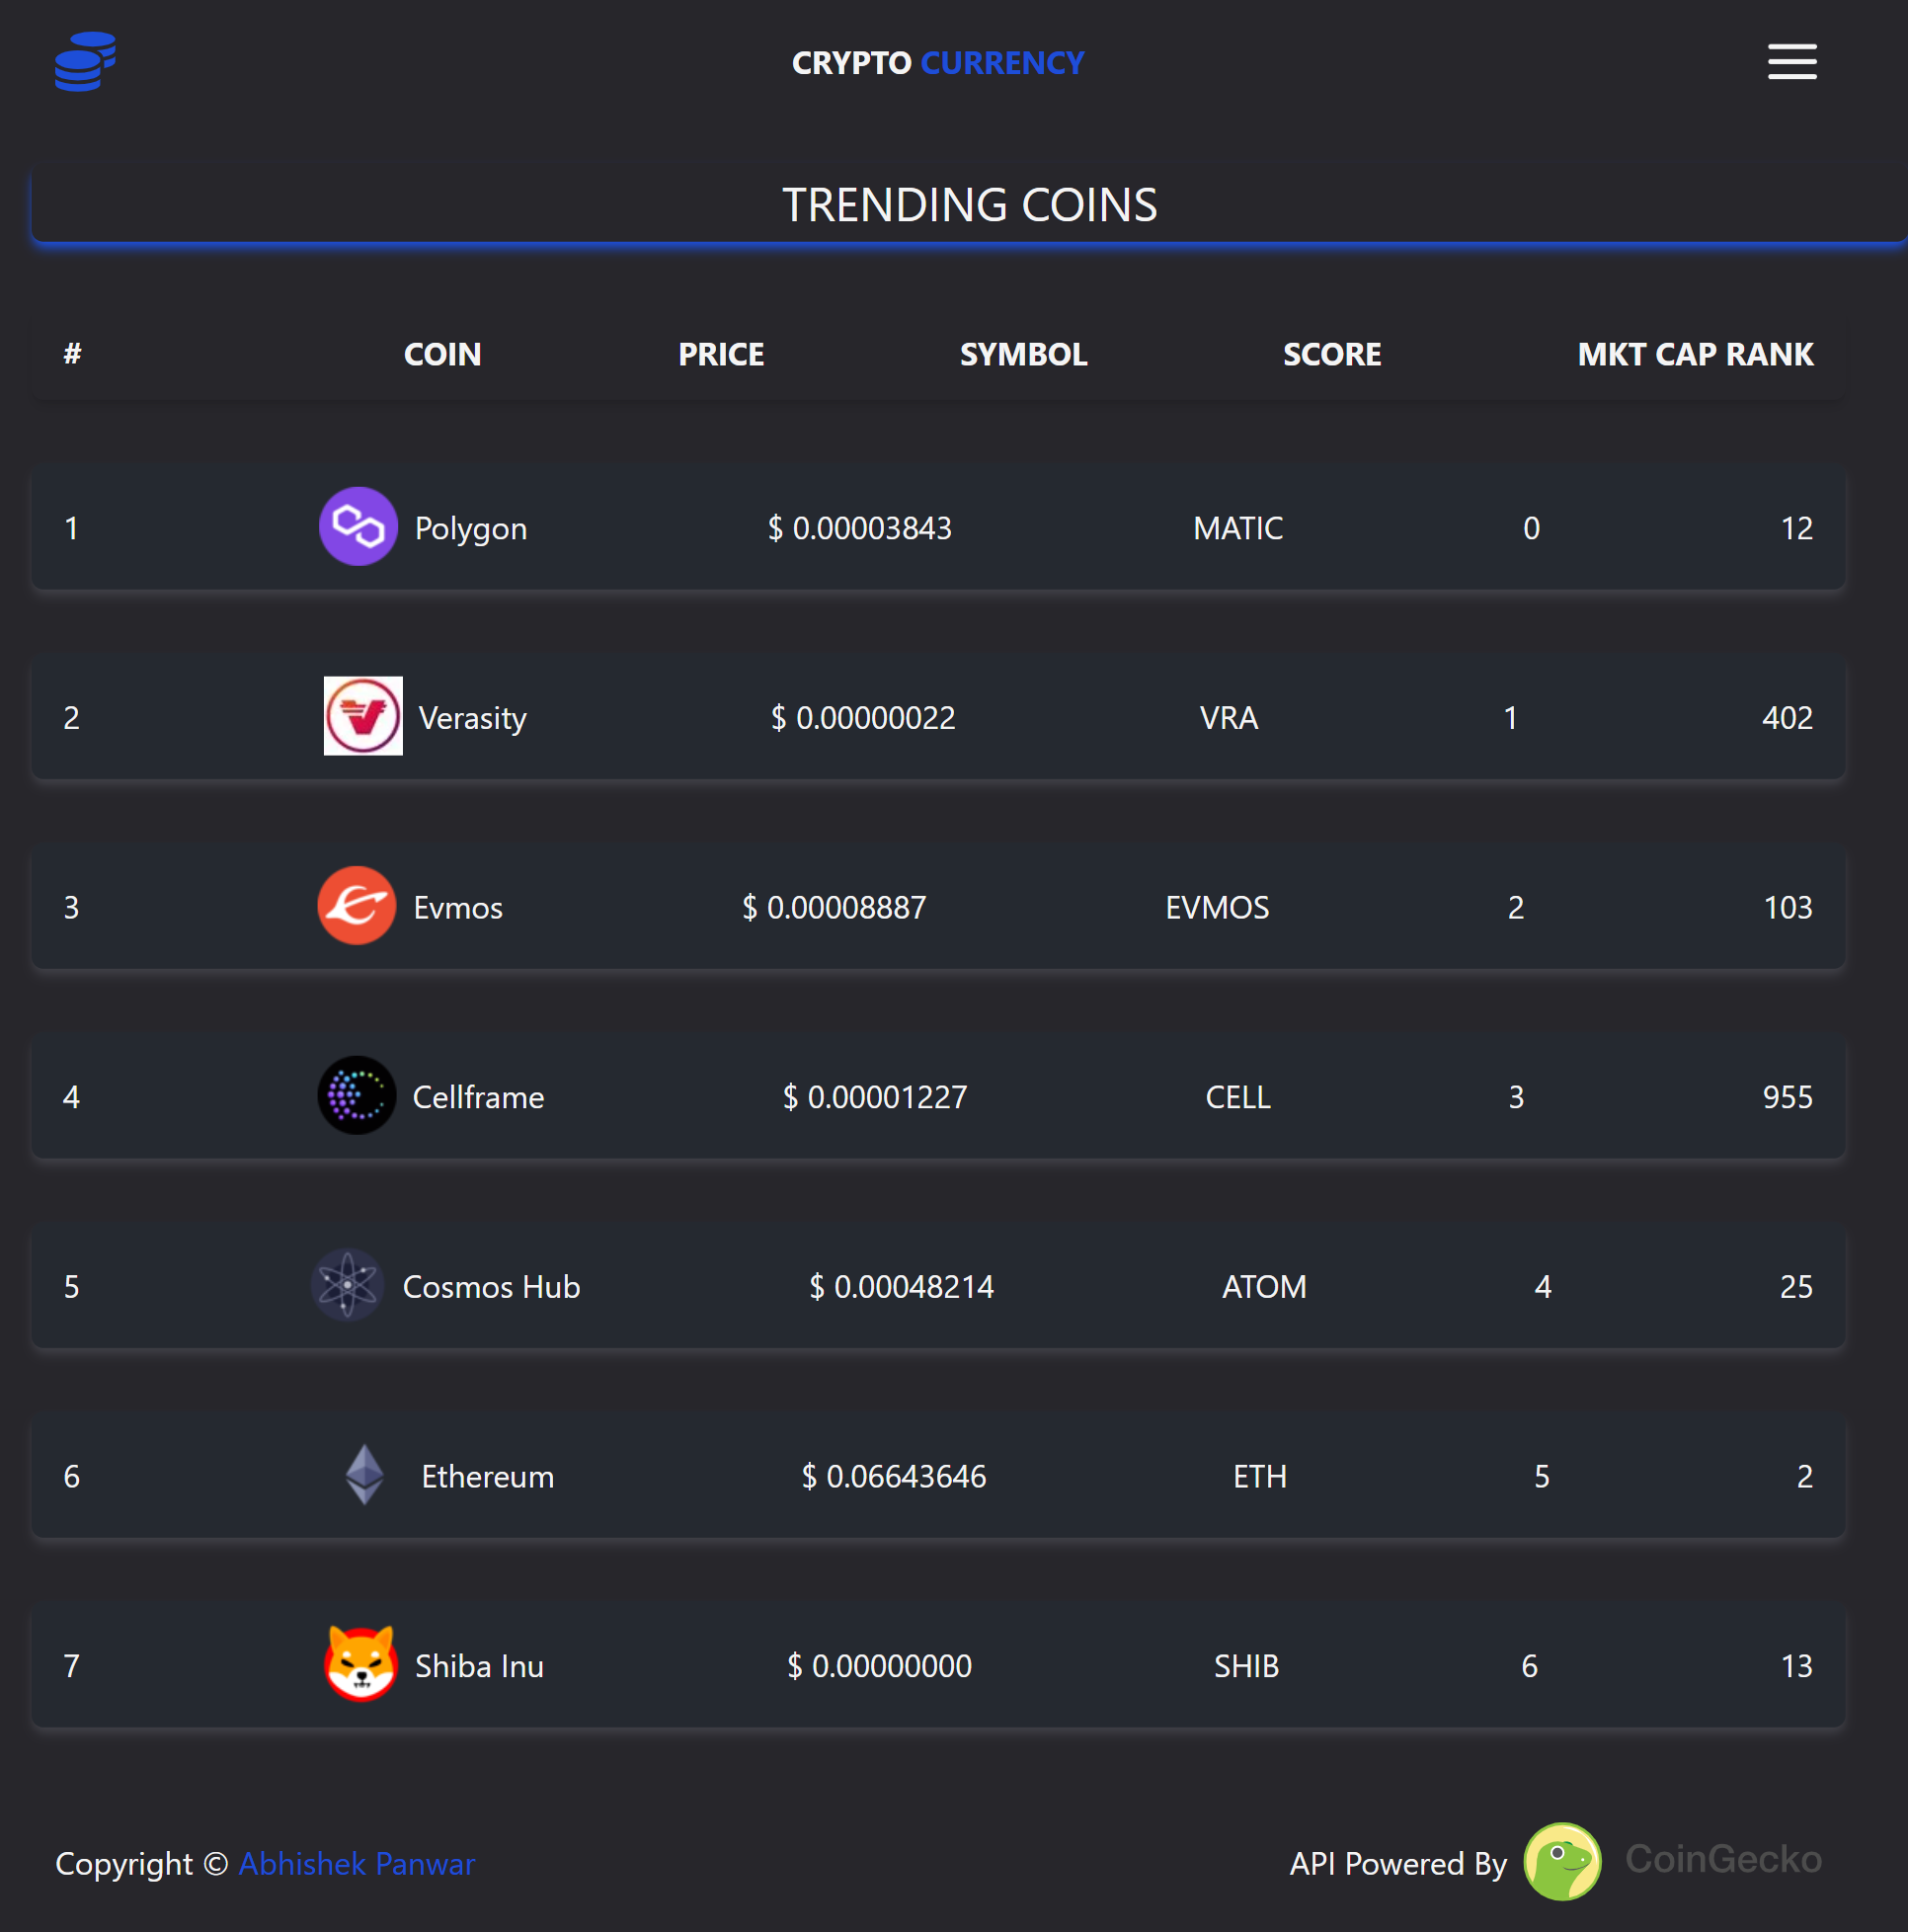 CRYPTO CURRENCY
TRENDING COINS
# COIN PRICE SYMBOL SCORE MKT CAP RANK
1 Polygon $ 0.00003843 MATIC 0 12
2 Verasity $ 0.00000022 VRA 1 402
3 Evmos $ 0.00008887 EVMOS 2 103
4 Cellframe $ 0.00001227 CELL 3 955
5 Cosmos Hub $ 0.00048214 ATOM 4 25
6 Ethereum $ 0.06643646 ETH 5 2
7 Shiba Inu $ 0.00000000 SHIB 6 13
Copyright © Abhishek Panwar API Powered By CoinGecko